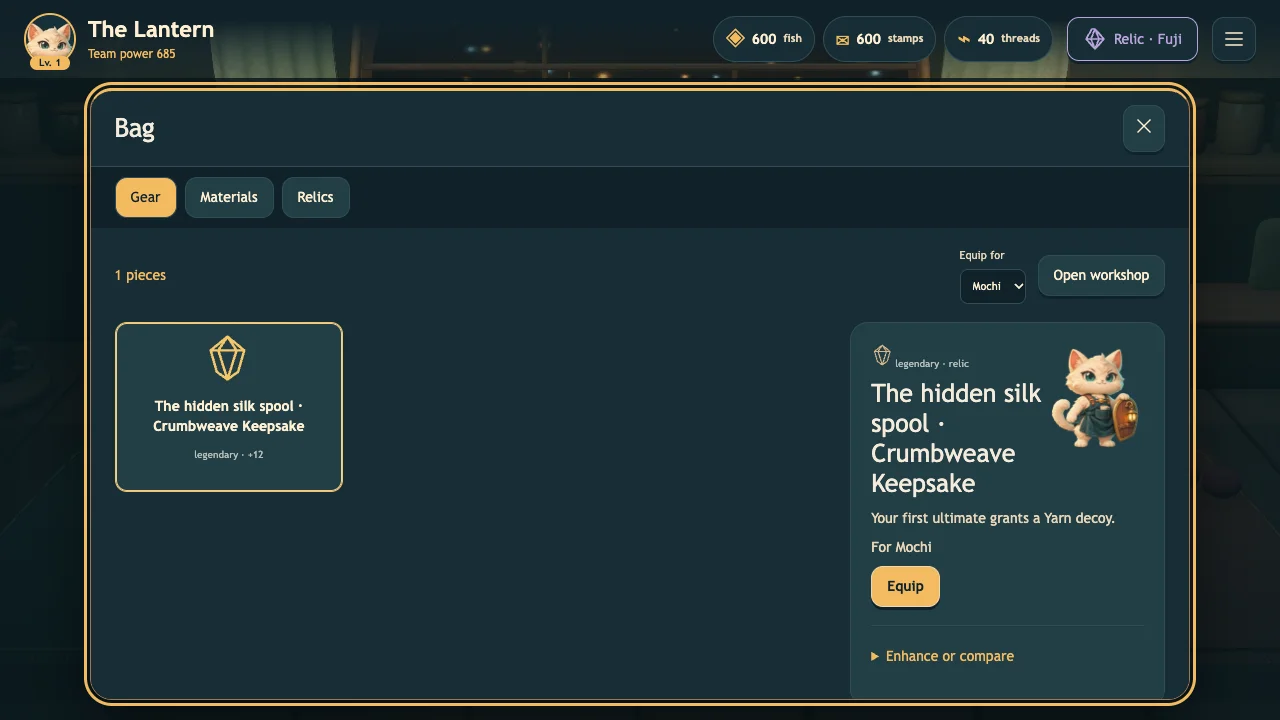 The Lantern
Team power 685
Lv. 1
600 fish
600 stamps
40 threads
Relic · Fuji
Bag
Gear
Materials
Relics
1 pieces
Equip for
Mochi
Open workshop
The hidden silk spool ·
Crumbweave Keepsake
legendary · +12
legendary · relic
The hidden silk
spool ·
Crumbweave
Keepsake
Your first ultimate grants a Yarn decoy.
For Mochi
Equip
Enhance or compare